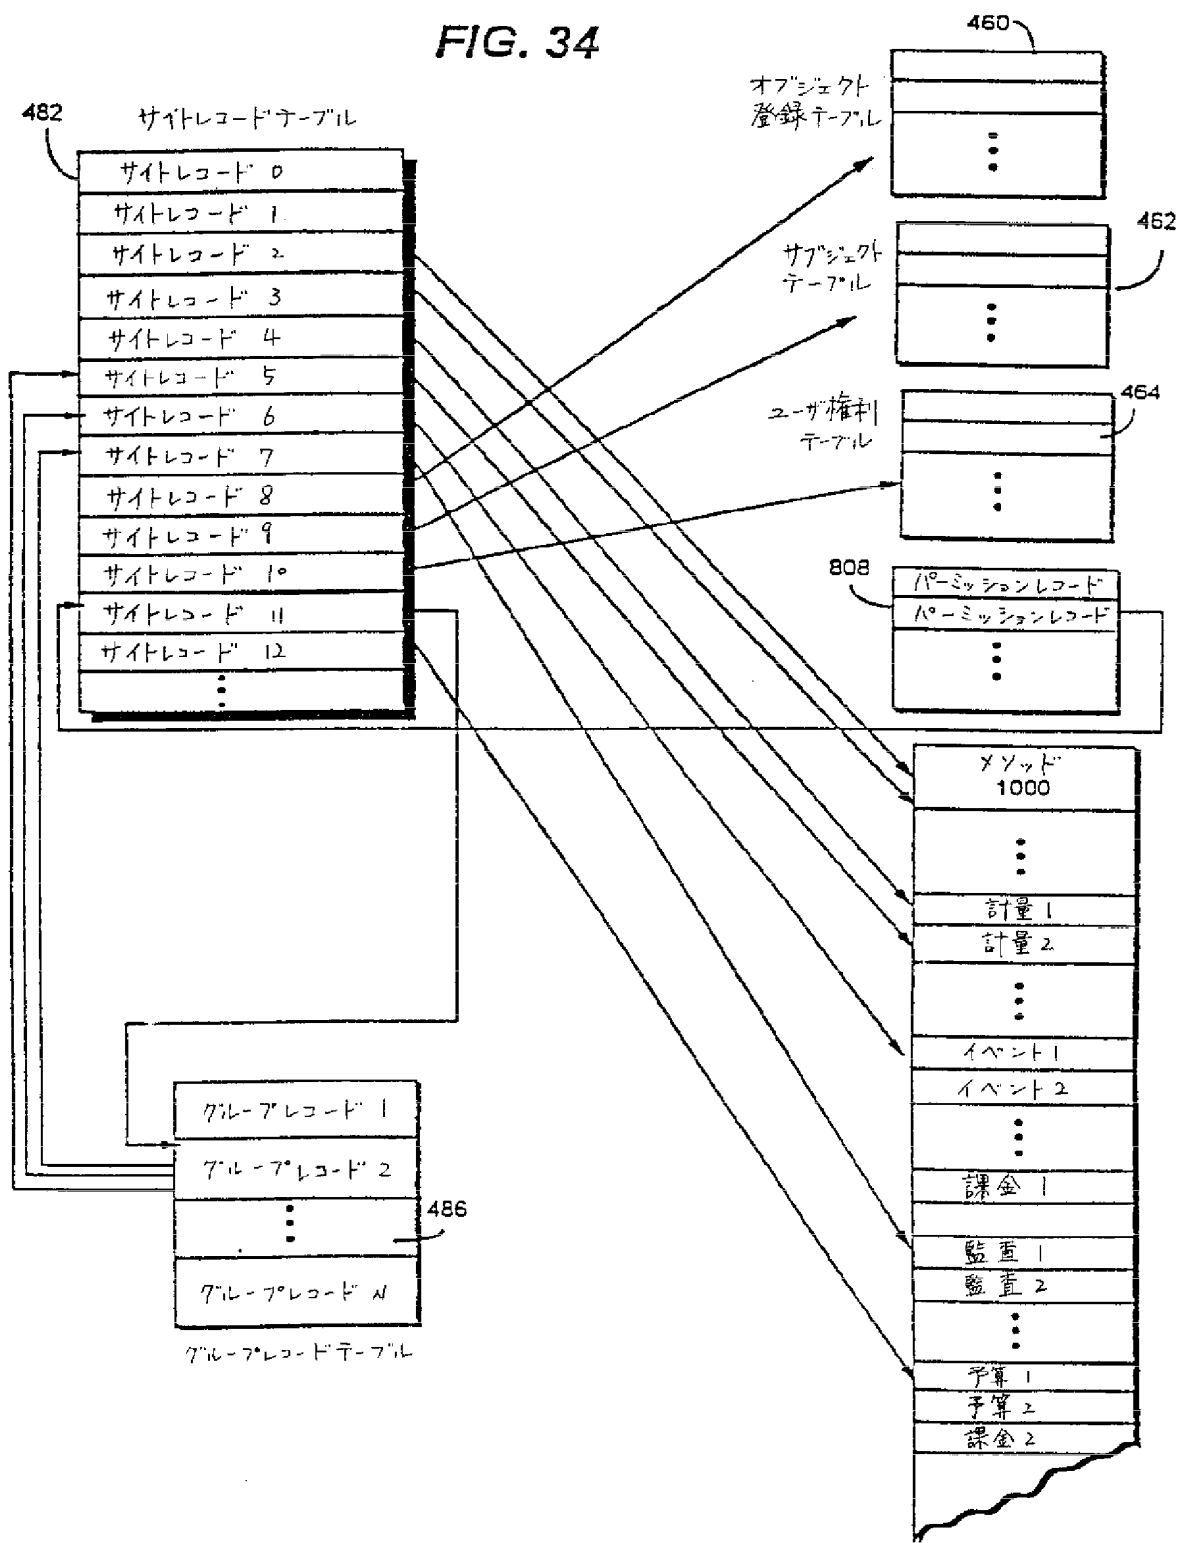 FIG. 34
482
サイトレコードテーブル
サイトレコード 0
サイトレコード 1
サイトレコード 2
サイトレコード 3
サイトレコード 4
サイトレコード 5
サイトレコード 6
サイトレコード 7
サイトレコード 8
サイトレコード 9
サイトレコード 10
サイトレコード 11
サイトレコード 12
460
オブジェクト
登録テーブル
462
サブジェクト
テーブル
464
ユーザ権利
テーブル
808
パーミッションレコード
パーミッションレコード
メソッド
1000
計量 1
計量 2
イベント 1
イベント 2
課金 1
監査 1
監査 2
予算 1
予算 2
課金 2
グループレコード 1
グループレコード 2
486
グループレコード N
グループレコードテーブル